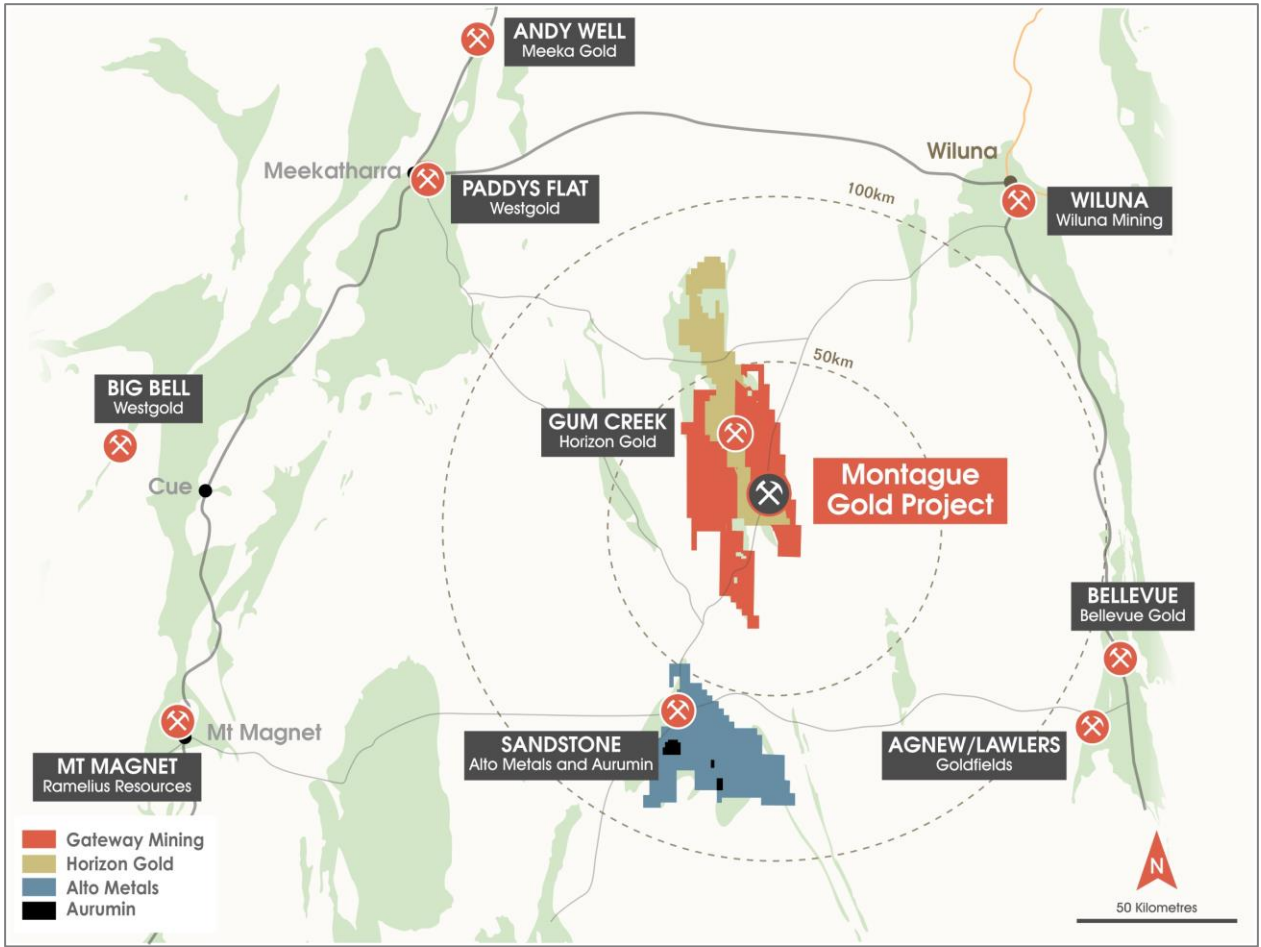 ANDY WELL
Meeka Gold
Meekatharra
PADDYS FLAT
Westgold
Wiluna
WILUNA
Wiluna Mining
100km
50km
BIG BELL
Westgold
GUM CREEK
Horizon Gold
Montague
Gold Project
Cue
BELLEVUE
Bellevue Gold
Mt Magnet
MT MAGNET
Ramelius Resources
SANDSTONE
Alto Metals and Aurumin
AGNEW/LAWLERS
Goldfields
Gateway Mining
Horizon Gold
Alto Metals
Aurumin
N
50 Kilometres